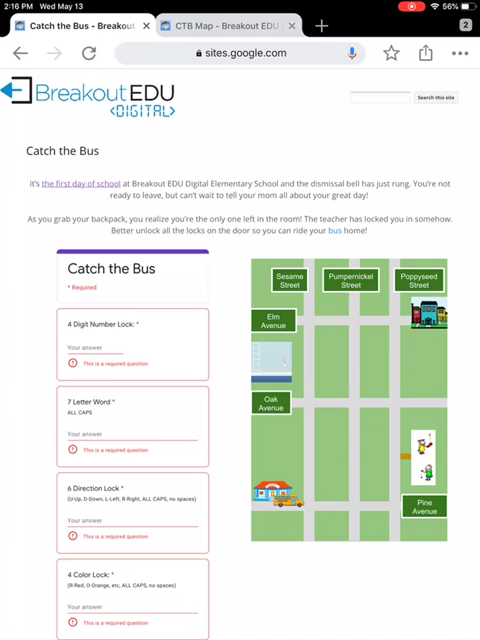 2:16 PM Wed May 13
56%
Catch the Bus - Breakout
CTB Map - Breakout EDU
2
sites.google.com
Breakout EDU
<DIGITAL>
Search this site
Catch the Bus
It's the first day of school at Breakout EDU Digital Elementary School and the dismissal bell has just rung. You're not
ready to leave, but can't wait to tell your mom all about your great day!
As you grab your backpack, you realize you're the only one left in the room! The teacher has locked you in somehow.
Better unlock all the locks on the door so you can ride your bus home!
Catch the Bus
* Required
4 Digit Number Lock: *
Your answer
This is a required question
7 Letter Word *
ALL CAPS
Your answer
This is a required question
6 Direction Lock *
(U-Up, D-Down, L-Left, R-Right, ALL CAPS, no spaces)
Your answer
This is a required question
4 Color Lock: *
(R-Red, O-Orange, etc, ALL CAPS, no spaces)
Your answer
This is a required question
Sesame
Street
Pumpernickel
Street
Poppyseed
Street
Elm
Avenue
Oak
Avenue
Pine
Avenue